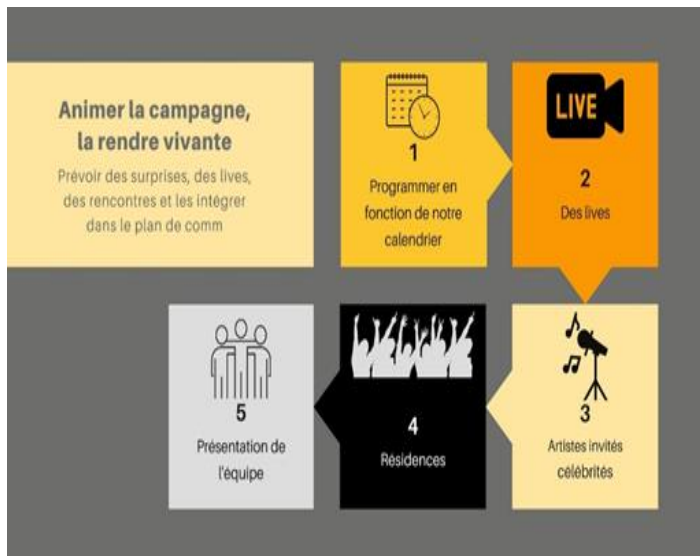 Animer la campagne,
la rendre vivante
Prévoir des surprises, des lives,
des rencontres et les intégrer
dans le plan de comm
1
Programmer en
fonction de notre
calendrier
LIVE
2
Des lives
3
Artistes invités
célébrités
4
Résidences
5
Présentation de
l'équipe